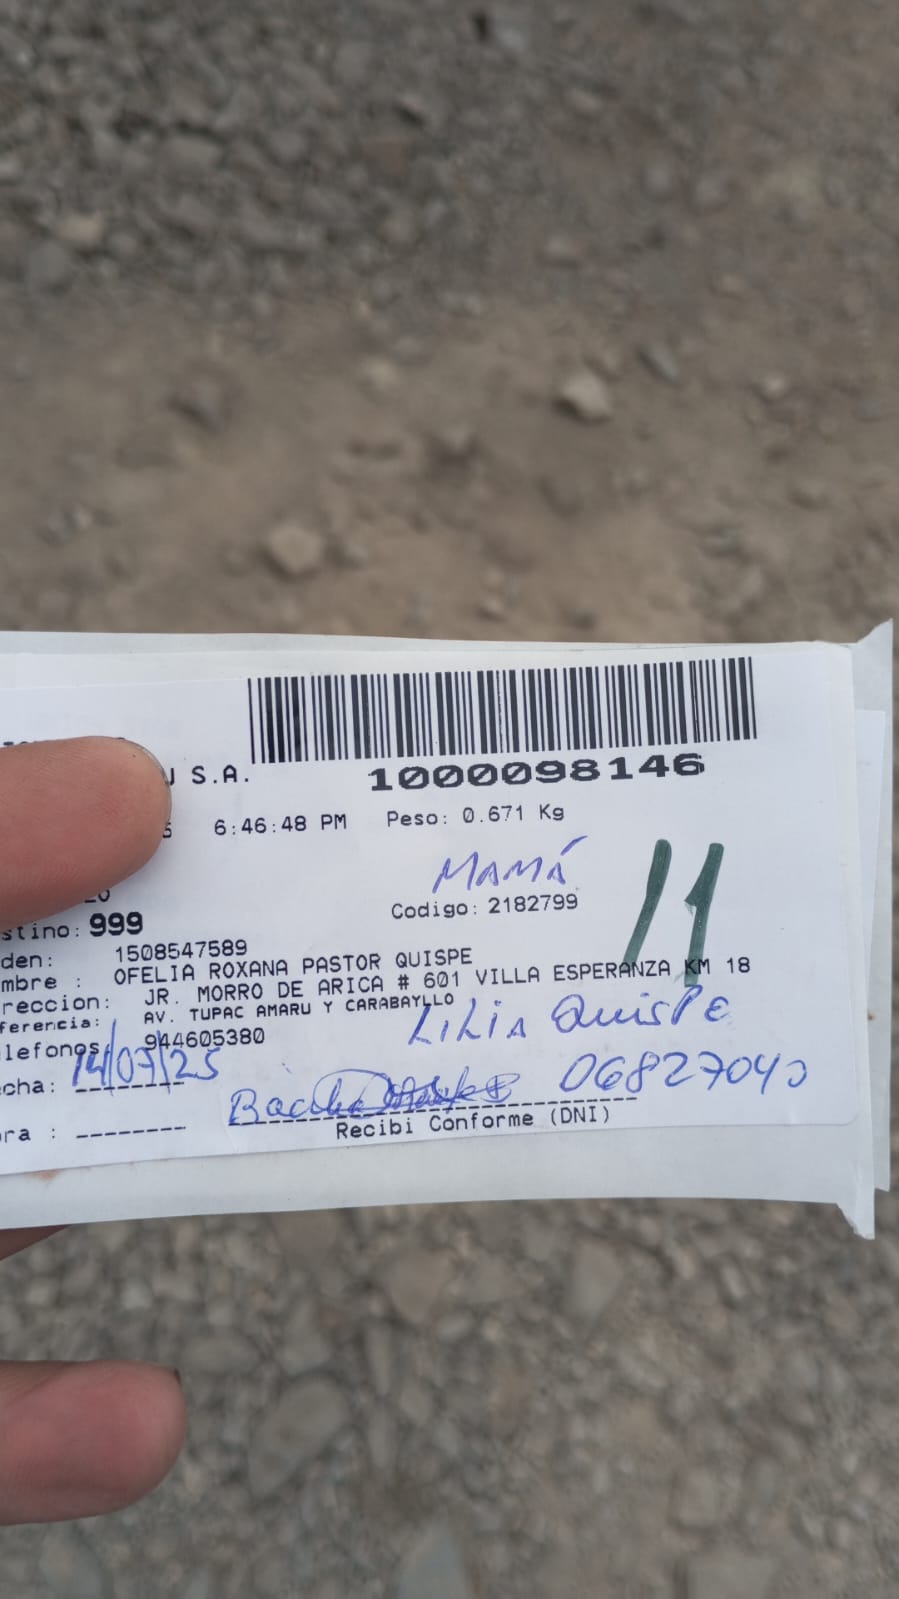 S.A.
1000098146
6:46:48 PM Peso: 0.671 Kg
MAMÁ
11
Codigo: 2182799
stino: 999
den: 1508547589
mbre : OFELIA ROXANA PASTOR QUISPE
reccion: JR. MORRO DE ARICA # 601 VILLA ESPERANZA KM 18
ferencia: AV. TUPAC AMARU Y CARABAYLLO
lefonos 944605380
LILIA QUISPE
cha: 14/07/25
06827040
ra :
Recibi Conforme (DNI)